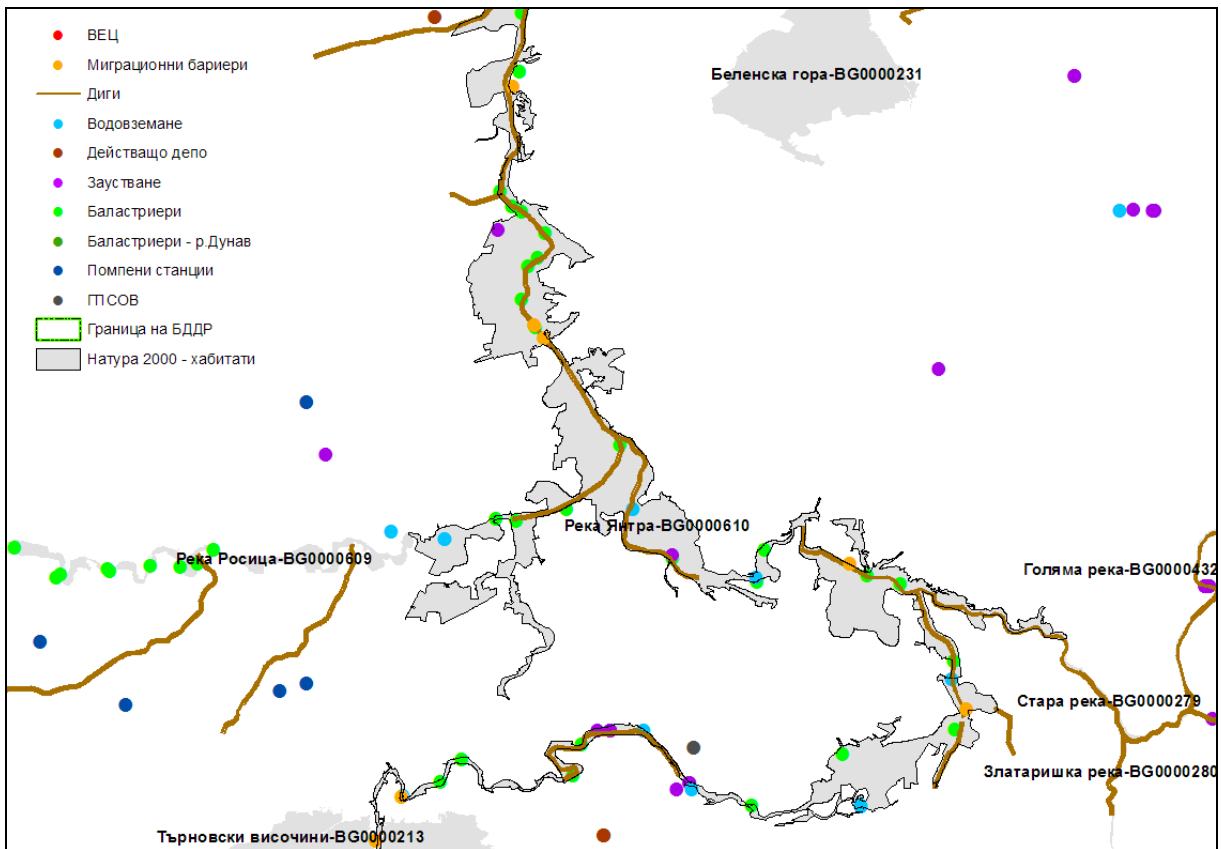 ВЕЦ
Миграционни бариери
Диги
Водовземане
Действащо депо
Заустване
Баластриери
Баластриери - р.Дунав
Помпени станции
ГПСОВ
Граница на БДДР
Натура 2000 - хабитати
Беленска гора-BG0000231
Река Янтра-BG0000610
Река Росица-BG0000609
Голяма река-BG0000432
Стара река-BG0000279
Златаришка река-BG0000280
Търновски височини-BG0000213